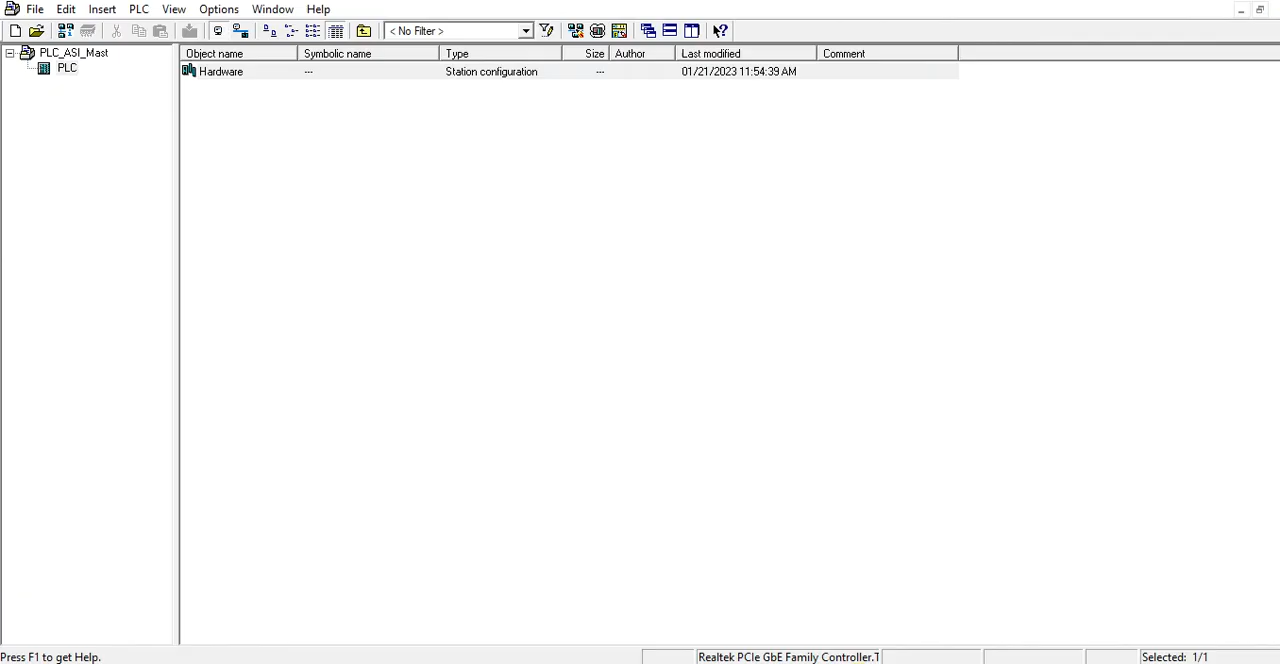 File Edit Insert PLC View Options Window Help
< No Filter >
PLC_ASI_Mast
PLC
Object name Symbolic name Type Size Author Last modified Comment
Hardware --- Station configuration --- 01/21/2023 11:54:39 AM
Press F1 to get Help. Realtek PCIe GbE Family Controller.T Selected: 1/1